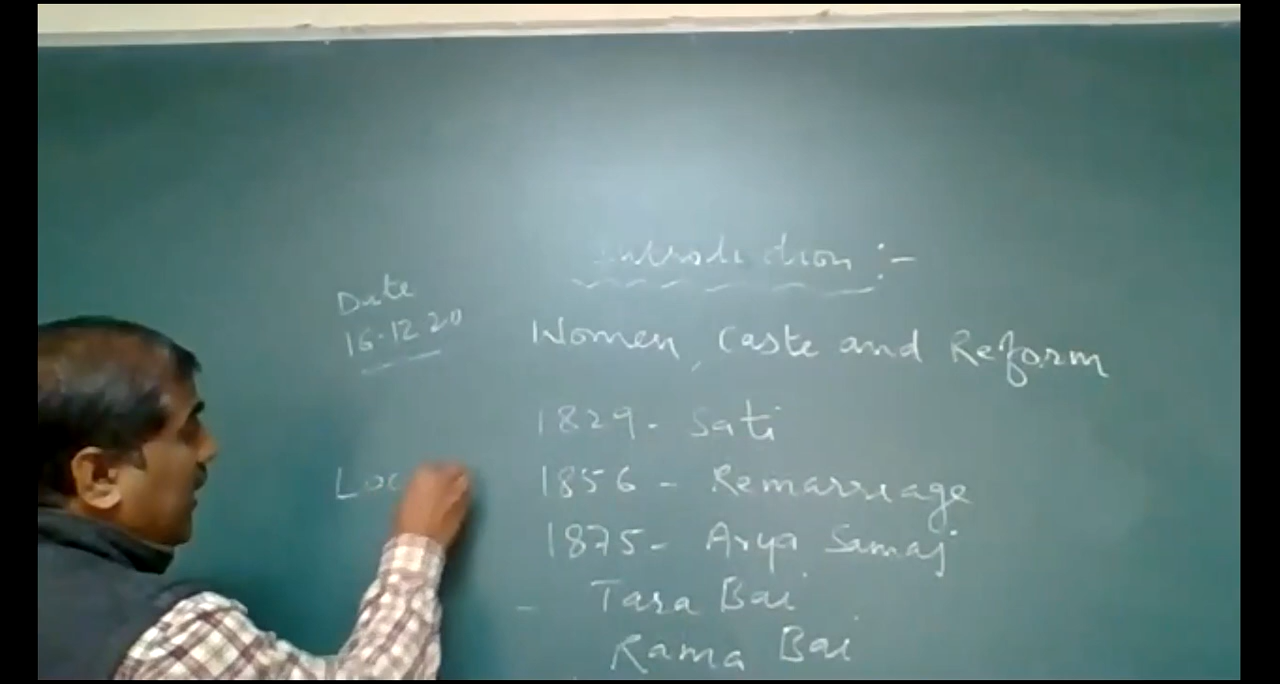 Introduction :-
Date
16.12.20
Women, Caste and Reform
1829 - Sati
Loc
1856 - Remarriage
1875 - Arya Samaj
- Tara Bai
Rama Bai